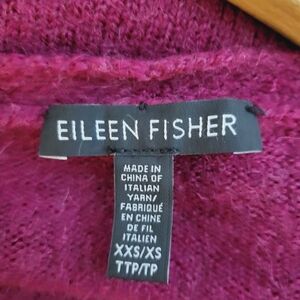 EILEEN FISHER
MADE IN
CHINA OF
ITALIAN
YARN/
FABRIQUÉ
EN CHINE
DE FIL
ITALIEN
XXS/XS
TTP/TP